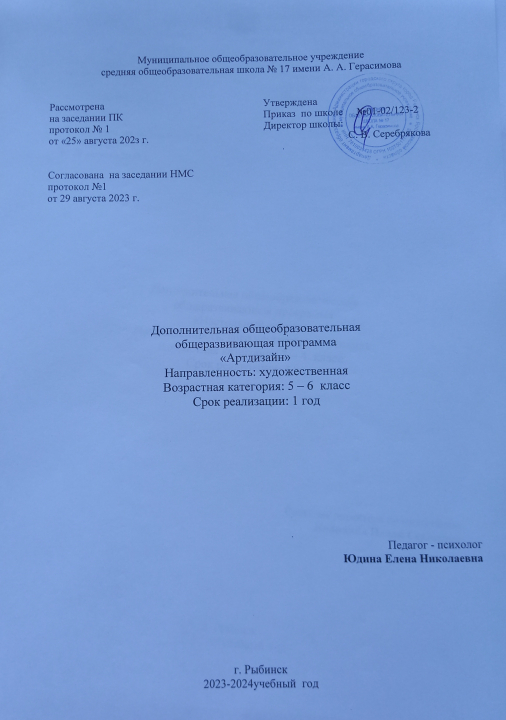 Муниципальное общеобразовательное учреждение
средняя общеобразовательная школа № 17 имени А. А. Герасимова
Рассмотрена
на заседании ПК
протокол № 1
от «25» августа 202з г.
Утверждена
Приказ по школе №01-02/123-2
Директор школы:
Серебрякова
Согласована на заседании НМС
протокол №1
от 29 августа 2023 г.
Дополнительная общеобразовательная
общеразвивающая программа
«Артдизайн»
Направленность: художественная
Возрастная категория: 5 – 6 класс
Срок реализации: 1 год
Педагог - психолог
Юдина Елена Николаевна
г. Рыбинск
2023-2024учебный год